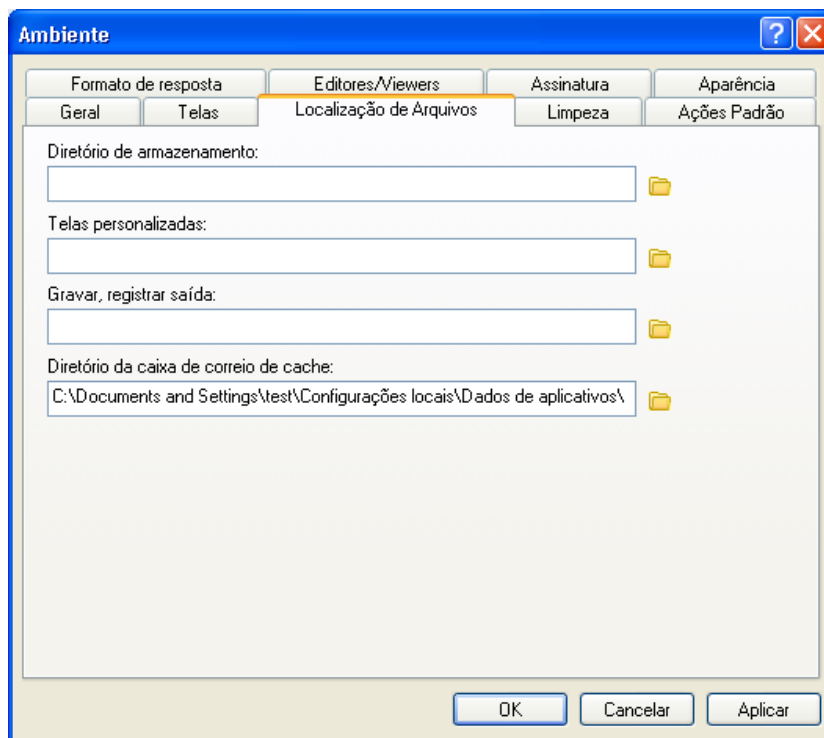 Ambiente
Formato de resposta Editores/Viewers Assinatura Aparência
Geral Telas Localização de Arquivos Limpeza Ações Padrão
Diretório de armazenamento:
Telas personalizadas:
Gravar, registrar saída:
Diretório da caixa de correio de cache:
C:\Documents and Settings\test\Configurações locais\Dados de aplicativos\
OK Cancelar Aplicar